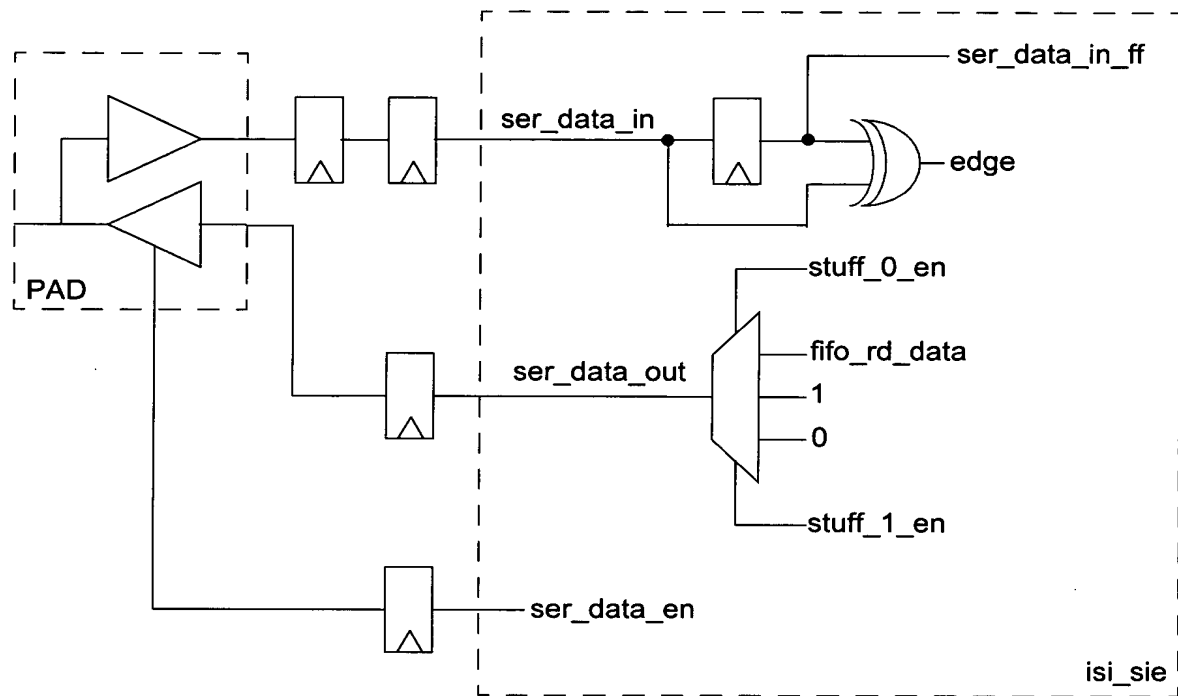 ser_data_in_ff
ser_data_in
edge
PAD
stuff_0_en
fifo_rd_data
ser_data_out
1
0
stuff_1_en
ser_data_en
isi_sie